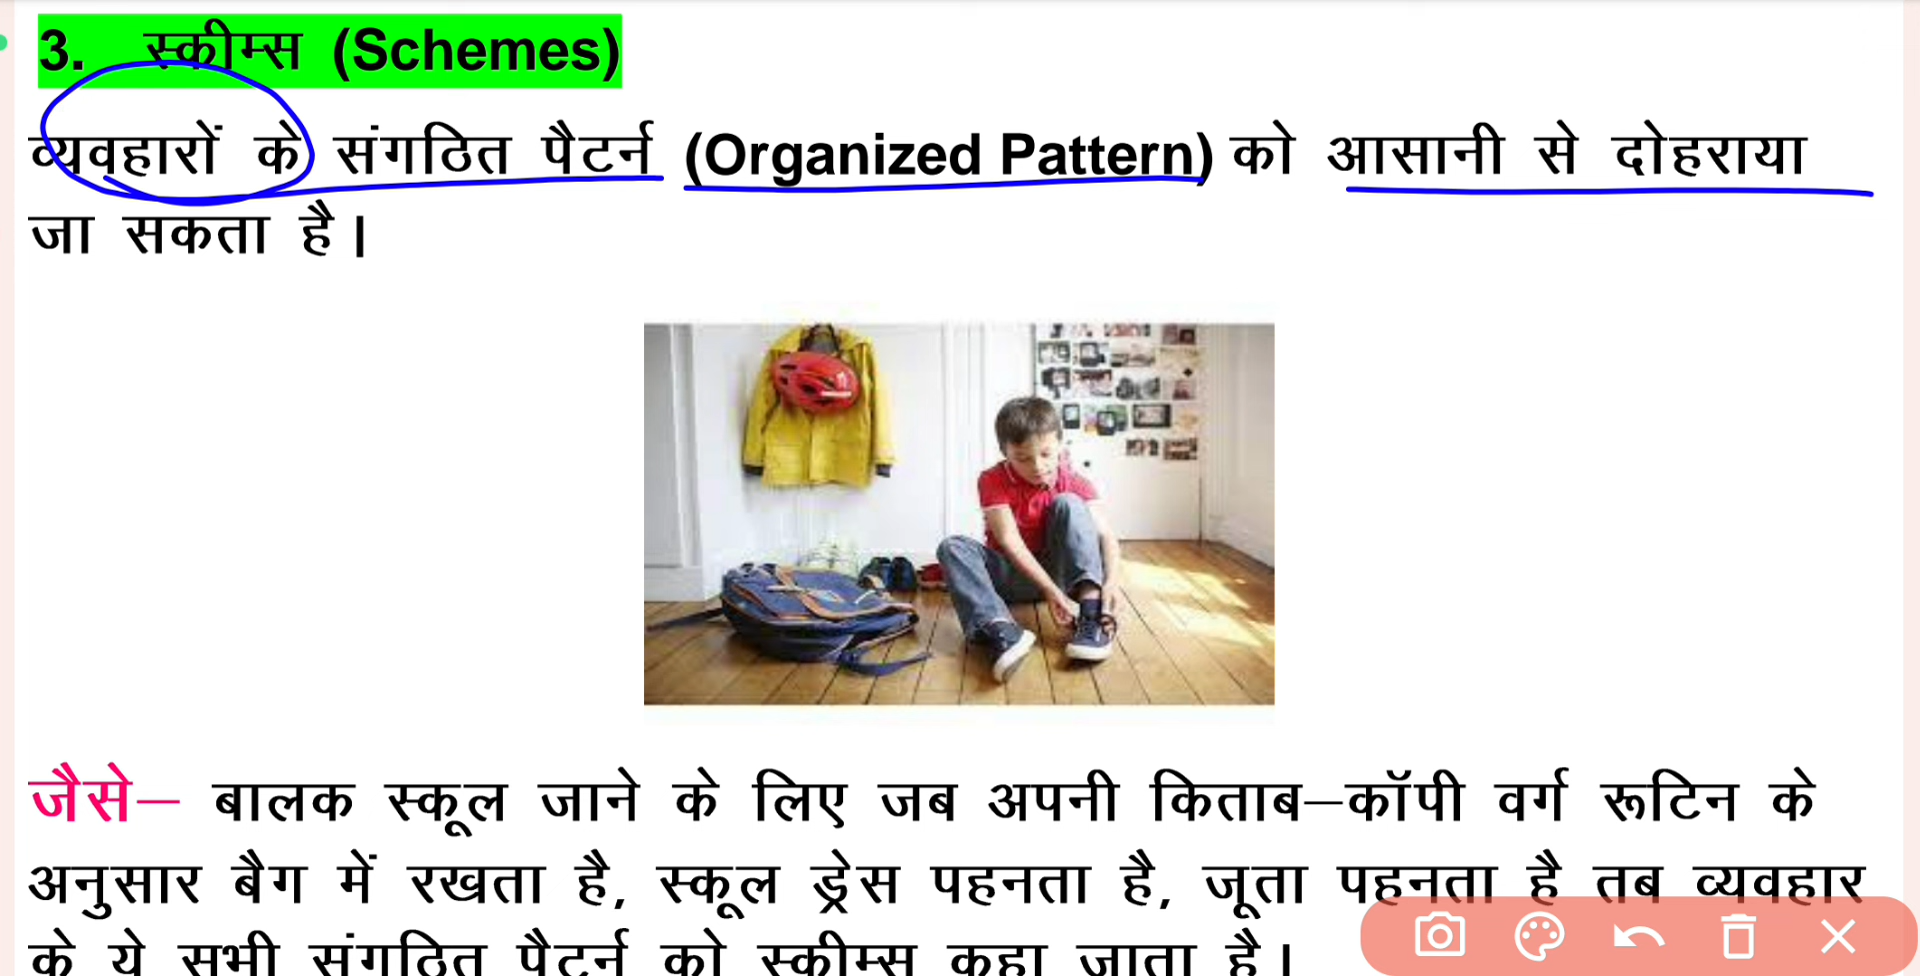 3. स्कीम्स (Schemes)
व्यवहारों के संगठित पैटर्न (Organized Pattern) को आसानी से दोहराया
जा सकता है।
जैसे– बालक स्कूल जाने के लिए जब अपनी किताब–कॉपी वर्ग रूटिन के
अनुसार बैग में रखता है, स्कूल ड्रेस पहनता है, जूता पहनता है तब व्यवहार
के ये सभी संगठित पैटर्न को स्कीम्स कहा जाता है।